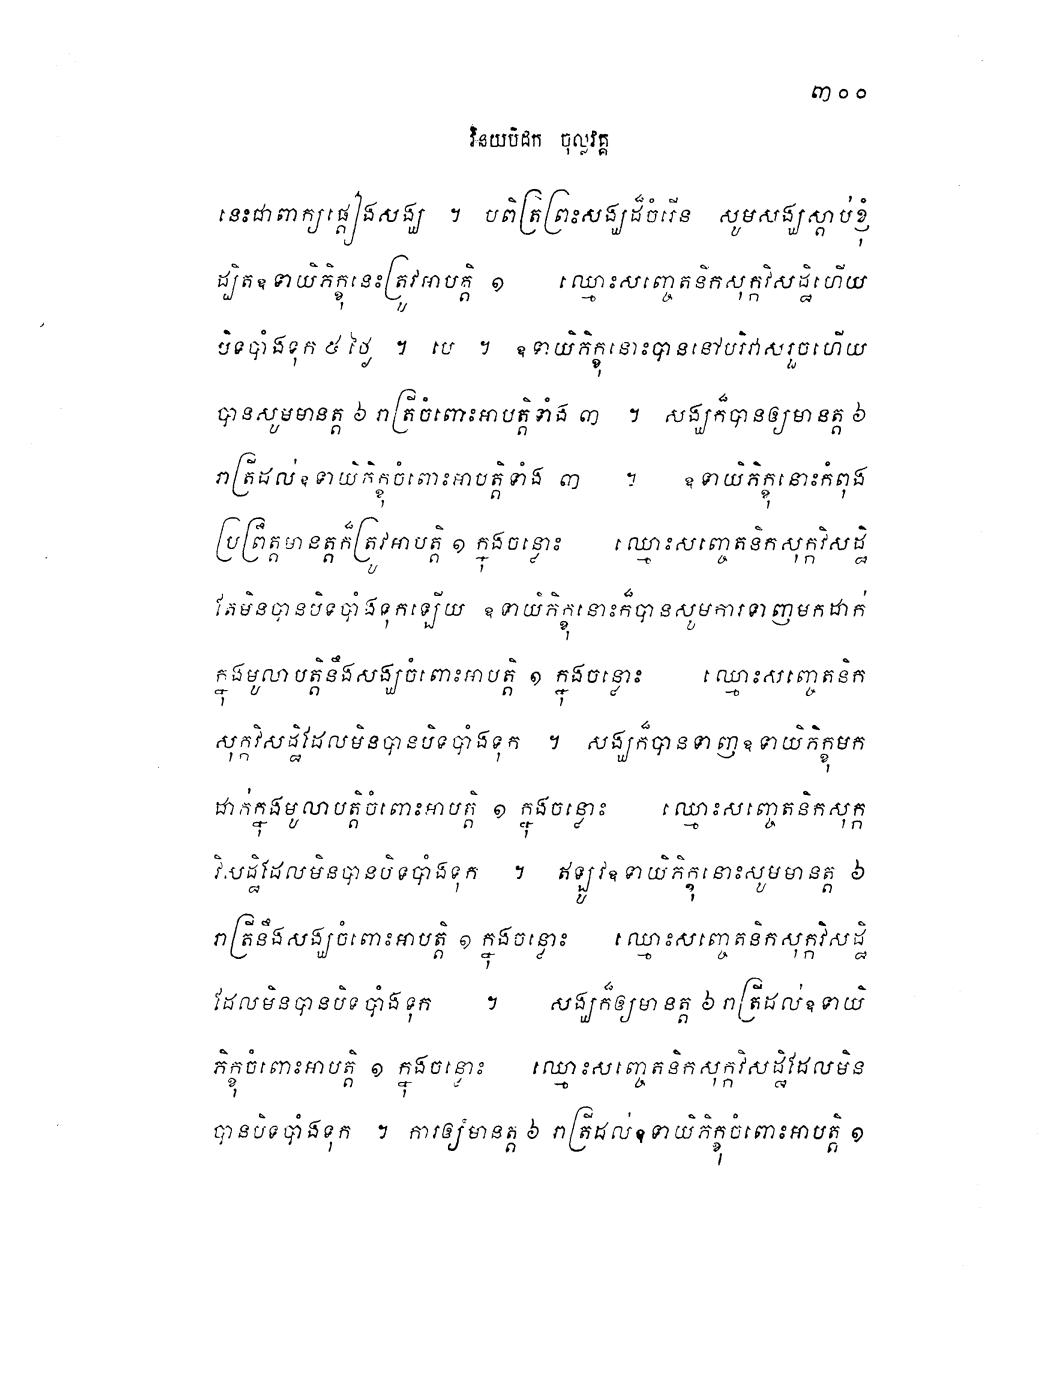 ៣០០
វិនយបិដក ចុល្លវគ្គ
នេះជាពាក្យផ្តៀងសង្ឃ ។ បពិត្រព្រះសង្ឃដ៏ចំរើន សូមសង្ឃស្តាប់ខ្ញុំ
ដ្បិតឧទាយិភិក្ខុនេះត្រូវអាបត្តិ ១ ឈ្មោះសញ្ចេតនិកសុក្កវិសដ្ឋិហើយ
បិទបាំងទុក ៥ ថ្ងៃ ។ បេ ។ ឧទាយិភិក្ខុនោះបាននៅបរិវាសរួចហើយ
បានសូមមានត្ត ៦ រាត្រីចំពោះអាបត្តិទាំង ៣ ។ សង្ឃក៏បានឲ្យមានត្ត ៦
រាត្រីដល់ឧទាយិភិក្ខុចំពោះអាបត្តិទាំង ៣ ។ ឧទាយិភិក្ខុនោះកំពុង
ប្រព្រឹត្តមានត្តក៏ត្រូវអាបត្តិ ១ ក្នុងចន្លោះ ឈ្មោះសញ្ចេតនិកសុក្កវិសដ្ឋិ
តែមិនបានបិទបាំងទុកឡើយ ឧទាយិភិក្ខុនោះក៏បានសូមការទាញមកដាក់
ក្នុងមូលាបត្តិនឹងសង្ឃចំពោះអាបត្តិ ១ ក្នុងចន្លោះ ឈ្មោះសញ្ចេតនិក
សុក្កវិសដ្ឋិដែលមិនបានបិទបាំងទុក ។ សង្ឃក៏បានទាញឧទាយិភិក្ខុមក
ដាក់ក្នុងមូលាបត្តិចំពោះអាបត្តិ ១ ក្នុងចន្លោះ ឈ្មោះសញ្ចេតនិកសុក្ក
វិសដ្ឋិដែលមិនបានបិទបាំងទុក ។ ឥឡូវឧទាយិភិក្ខុនោះសូមមានត្ត ៦
រាត្រីនឹងសង្ឃចំពោះអាបត្តិ ១ ក្នុងចន្លោះ ឈ្មោះសញ្ចេតនិកសុក្កវិសដ្ឋិ
ដែលមិនបានបិទបាំងទុក ។ សង្ឃក៏ឲ្យមានត្ត ៦ រាត្រីដល់ឧទាយិ
ភិក្ខុចំពោះអាបត្តិ ១ ក្នុងចន្លោះ ឈ្មោះសញ្ចេតនិកសុក្កវិសដ្ឋិដែលមិន
បានបិទបាំងទុក ។ ការឲ្យមានត្ត ៦ រាត្រីដល់ឧទាយិភិក្ខុចំពោះអាបត្តិ ១